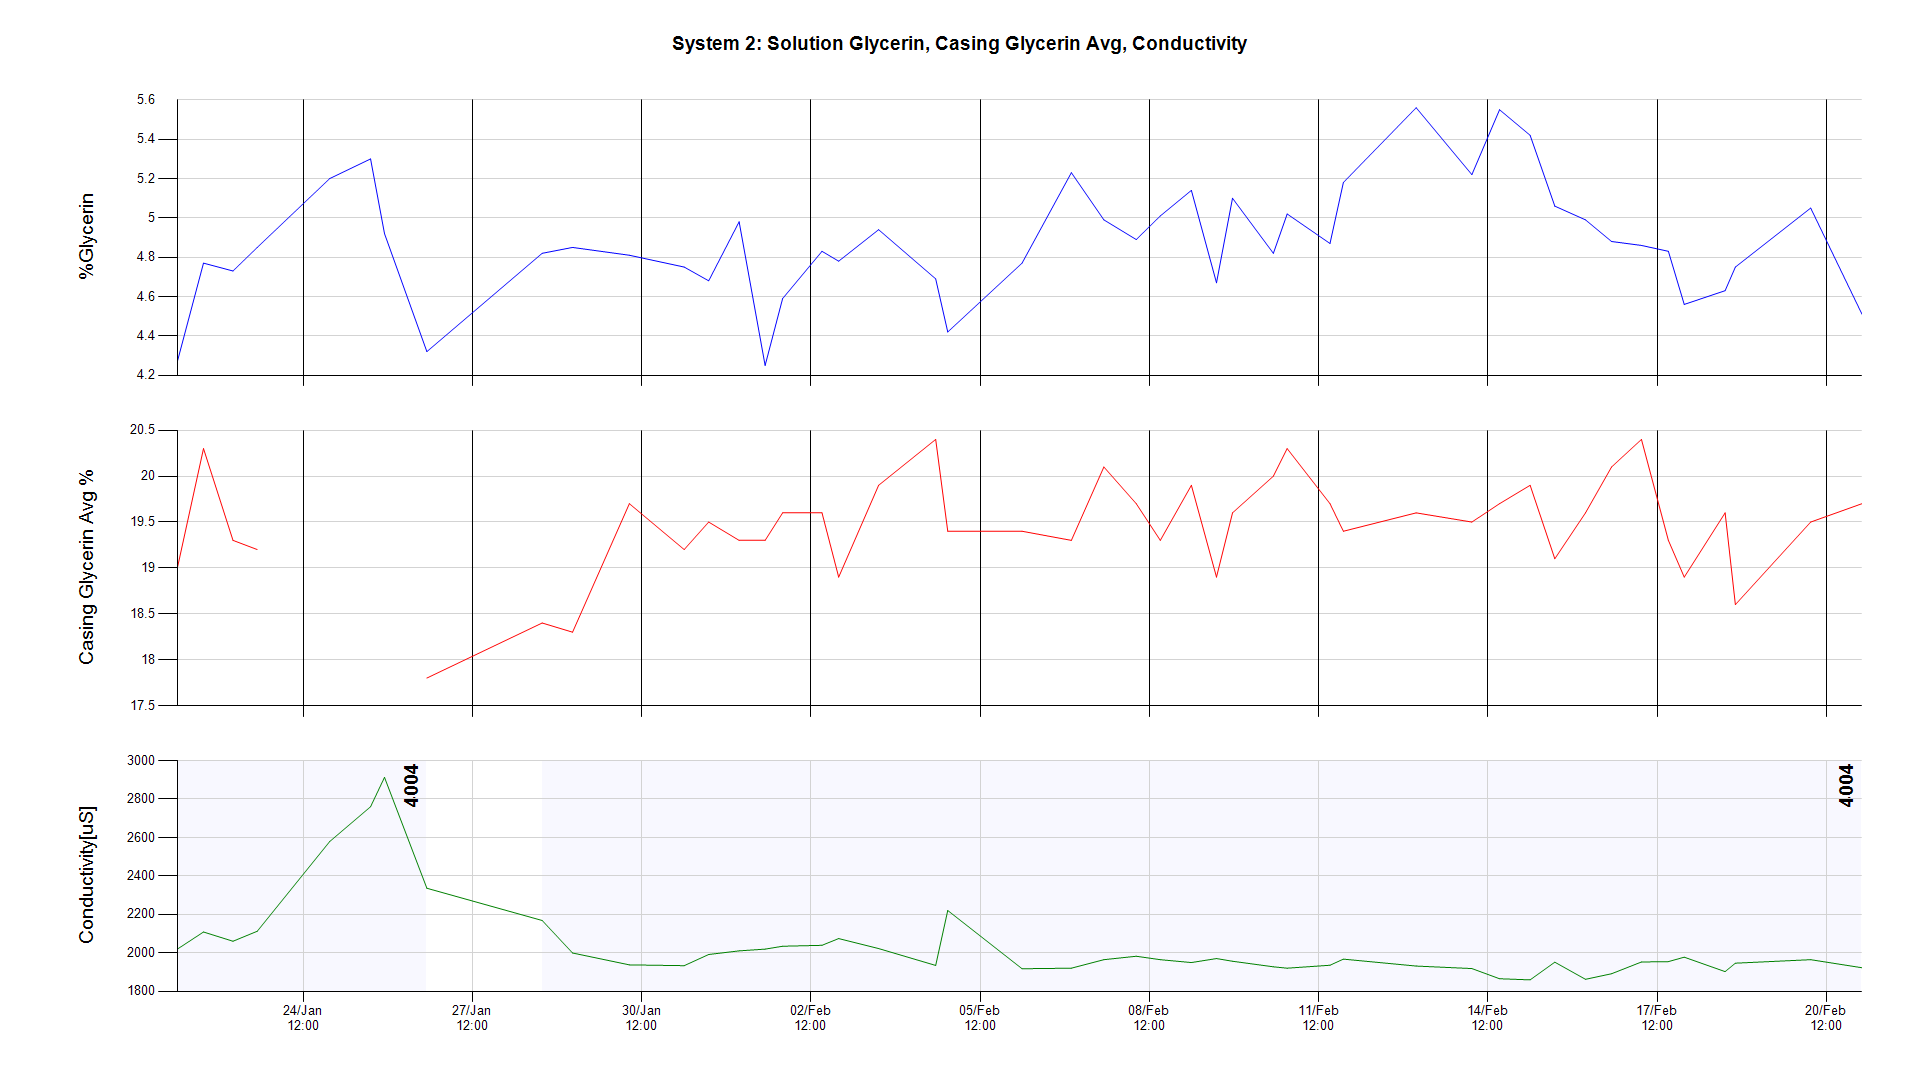 System 2: Solution Glycerin, Casing Glycerin Avg, Conductivity
%Glycerin
5.6
5.4
5.2
5
4.8
4.6
4.4
4.2
Casing Glycerin Avg %
20.5
20
19.5
19
18.5
18
17.5
Conductivity[uS]
3000
2800
2600
2400
2200
2000
1800
4004
4004
24/Jan
12:00
27/Jan
12:00
30/Jan
12:00
02/Feb
12:00
05/Feb
12:00
08/Feb
12:00
11/Feb
12:00
14/Feb
12:00
17/Feb
12:00
20/Feb
12:00